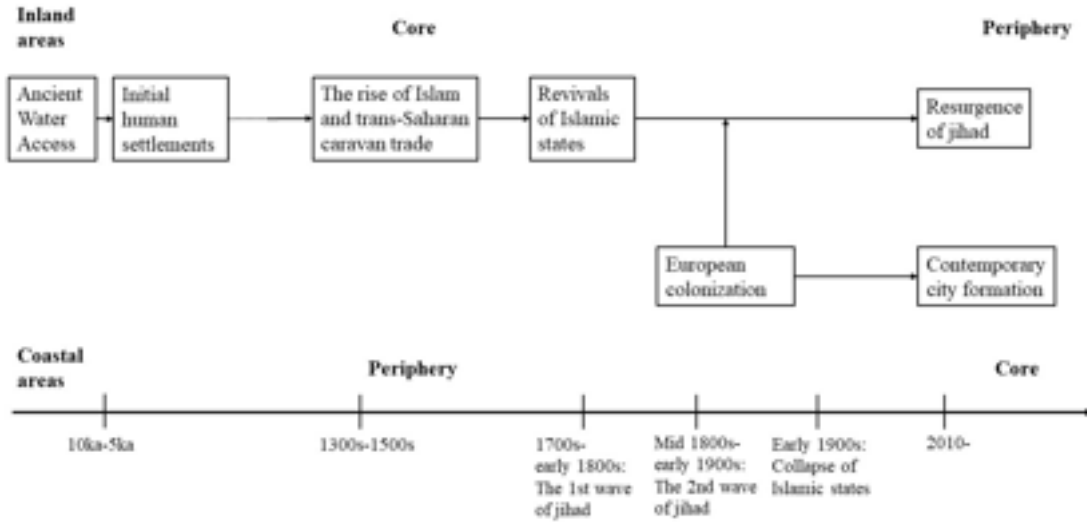 Inland
areas
Core
Periphery
Ancient
Water
Access
Initial
human
settlements
The rise of Islam
and trans-Saharan
caravan trade
Revivals
of Islamic
states
Resurgence
of jihad
European
colonization
Contemporary
city formation
Coastal
areas
Periphery
Core
10ka-5ka
1300s-1500s
1700s-
early 1800s:
The 1st wave
of jihad
Mid 1800s-
early 1900s:
The 2nd wave
of jihad
Early 1900s:
Collapse of
Islamic states
2010-